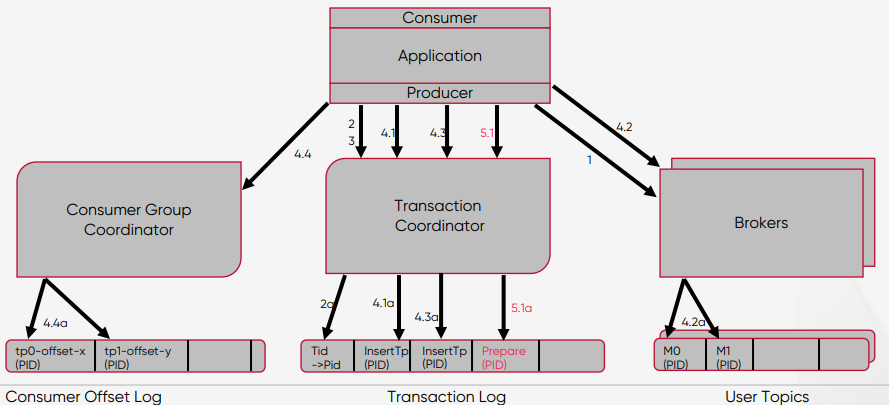 Consumer
Application
Producer
2
3
4.1
4.3
5.1
4.2
4.4
1
Consumer Group
Coordinator
Transaction
Coordinator
Brokers
4.4a
2a
4.1a
4.3a
5.1a
4.2a
tp0-offset-x
(PID)
tp1-offset-y
(PID)
Tid
->Pid
InsertTp
(PID)
InsertTp
(PID)
Prepare
(PID)
M0
(PID)
M1
(PID)
Consumer Offset Log
Transaction Log
User Topics